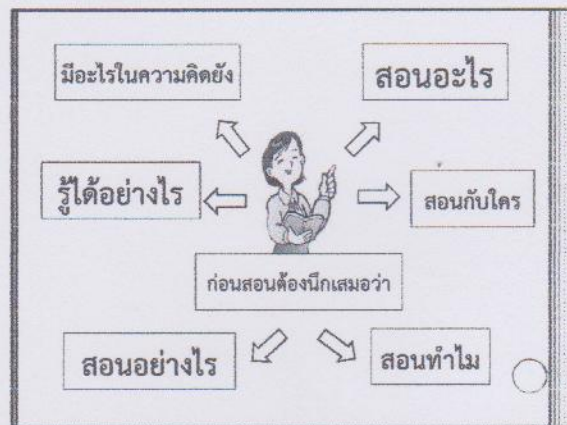 มีอะไรในความคิดยัง
สอนอะไร
รู้ได้อย่างไร
สอนกับใคร
ก่อนสอนต้องนึกเสมอว่า
สอนอย่างไร
สอนทำไม